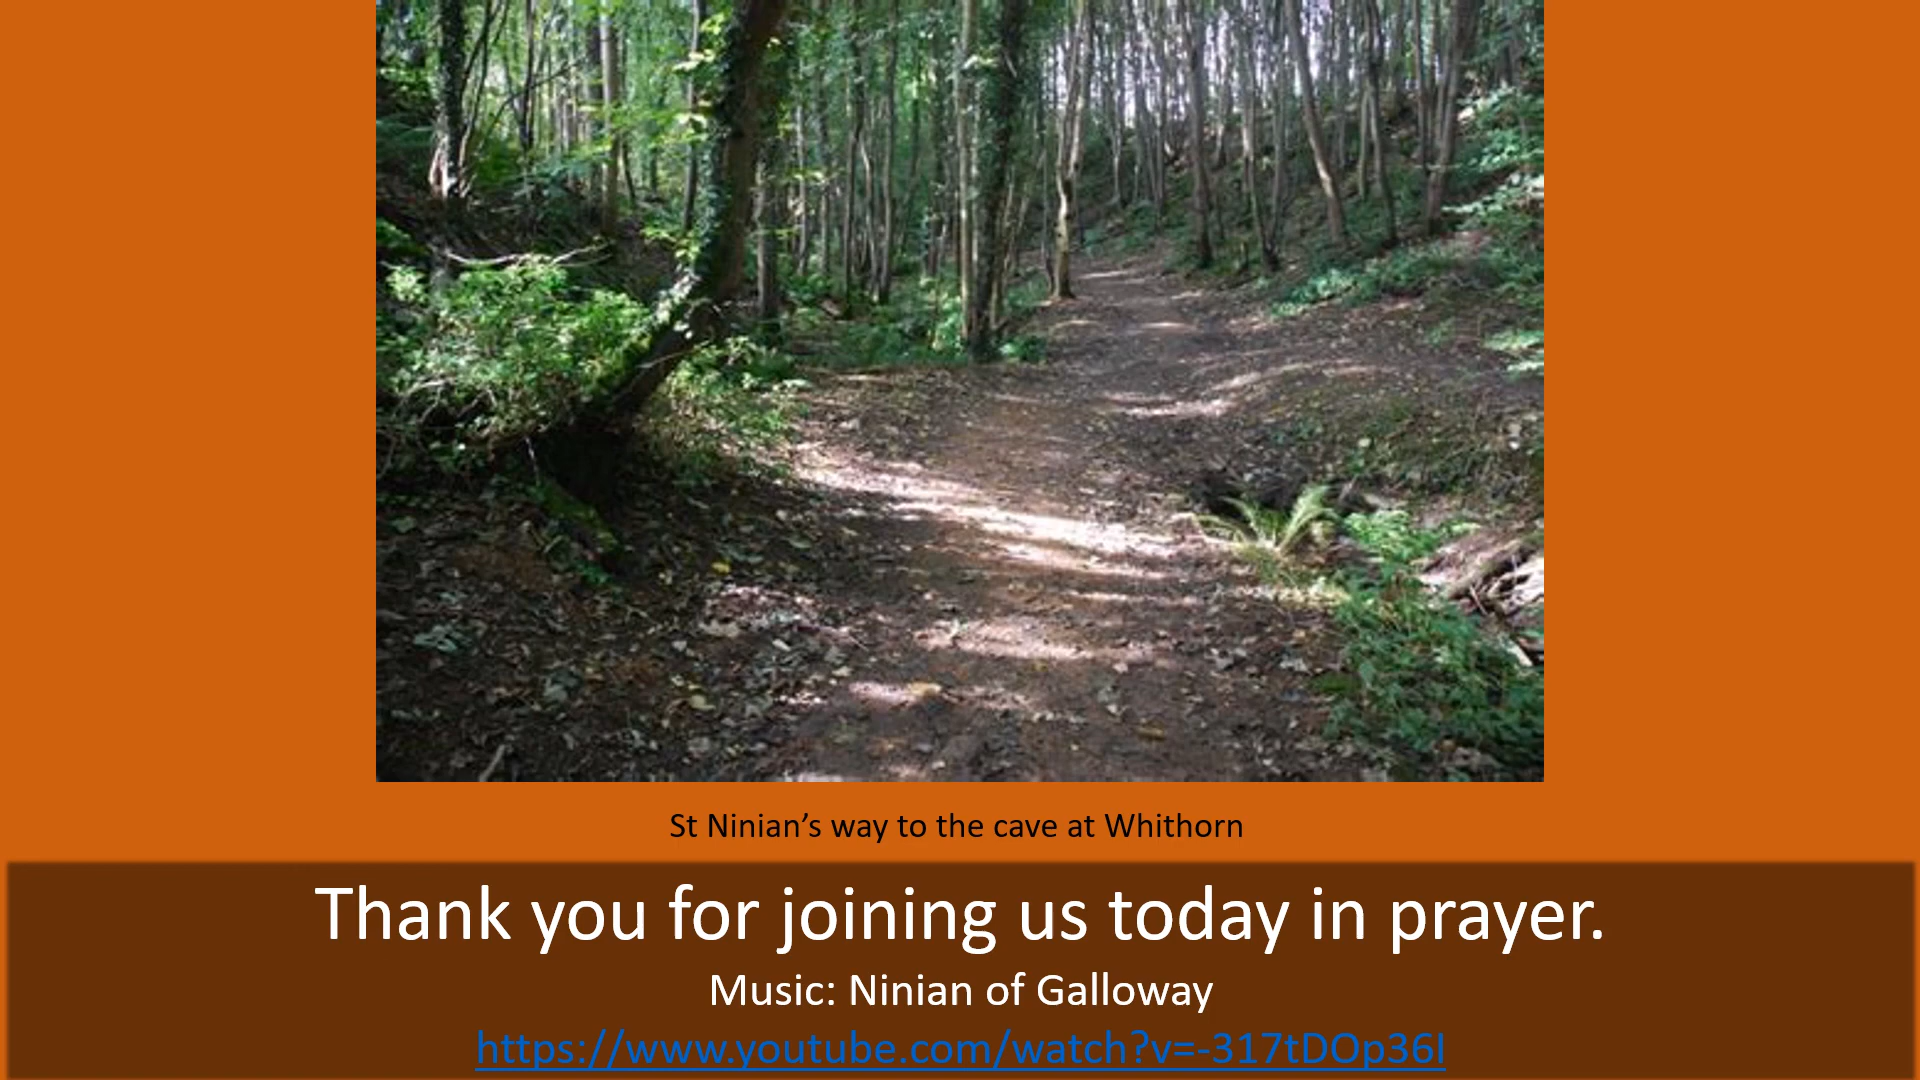 St Ninian’s way to the cave at Whithorn
Thank you for joining us today in prayer.
Music: Ninian of Galloway
https://www.youtube.com/watch?v=-317tDOp36I